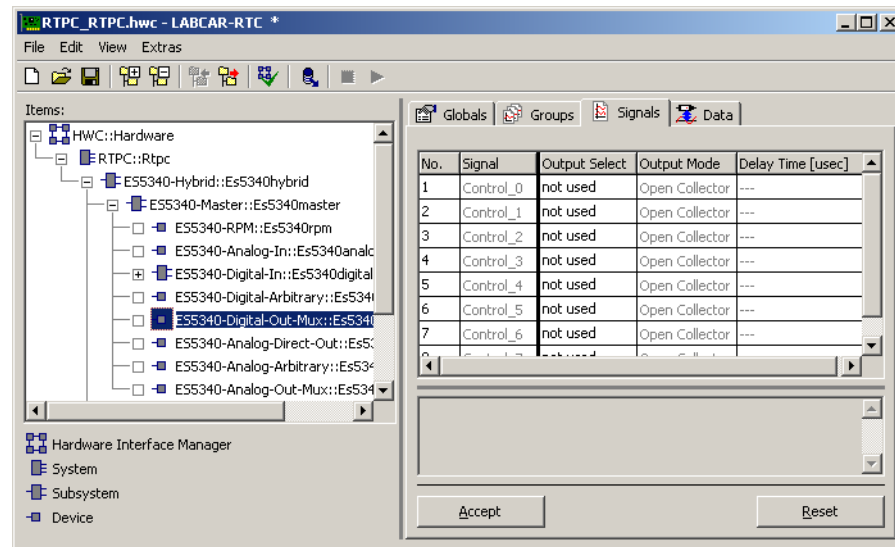 RTPC_RTPC.hwc - LABCAR-RTC *
File Edit View Extras
Items:
HWC::Hardware
RTPC::Rtpc
ES5340-Hybrid::Es5340hybrid
ES5340-Master::Es5340master
ES5340-RPM::Es5340rpm
ES5340-Analog-In::Es5340analo
ES5340-Digital-In::Es5340digital
ES5340-Digital-Arbitrary::Es534
ES5340-Digital-Out-Mux::Es534
ES5340-Analog-Direct-Out::Es5
ES5340-Analog-Arbitrary::Es534
ES5340-Analog-Out-Mux::Es534
Hardware Interface Manager
System
Subsystem
Device
Globals Groups Signals Data
No. Signal Output Select Output Mode Delay Time [usec]
1 Control_0 not used Open Collector ---
2 Control_1 not used Open Collector ---
3 Control_2 not used Open Collector ---
4 Control_3 not used Open Collector ---
5 Control_4 not used Open Collector ---
6 Control_5 not used Open Collector ---
7 Control_6 not used Open Collector ---
Accept Reset